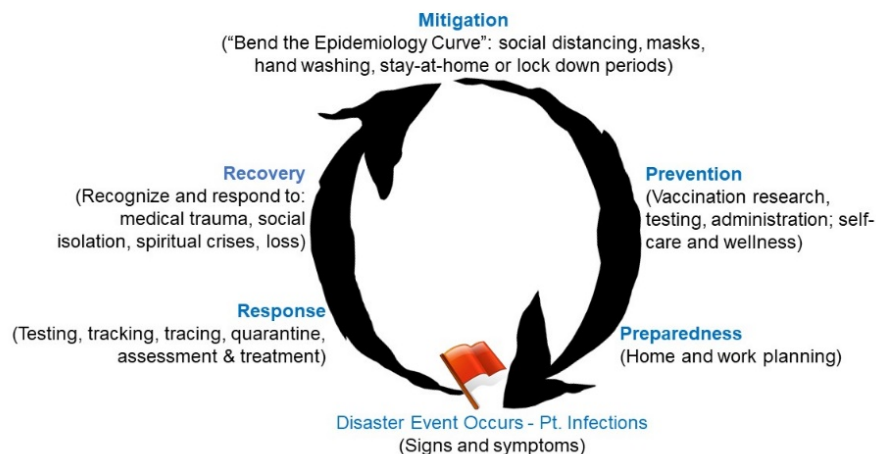 Mitigation
(“Bend the Epidemiology Curve”: social distancing, masks,
hand washing, stay-at-home or lock down periods)
Recovery
(Recognize and respond to:
medical trauma, social
isolation, spiritual crises, loss)
Prevention
(Vaccination research,
testing, administration; self-
care and wellness)
Response
(Testing, tracking, tracing, quarantine,
assessment & treatment)
Preparedness
(Home and work planning)
Disaster Event Occurs - Pt. Infections
(Signs and symptoms)